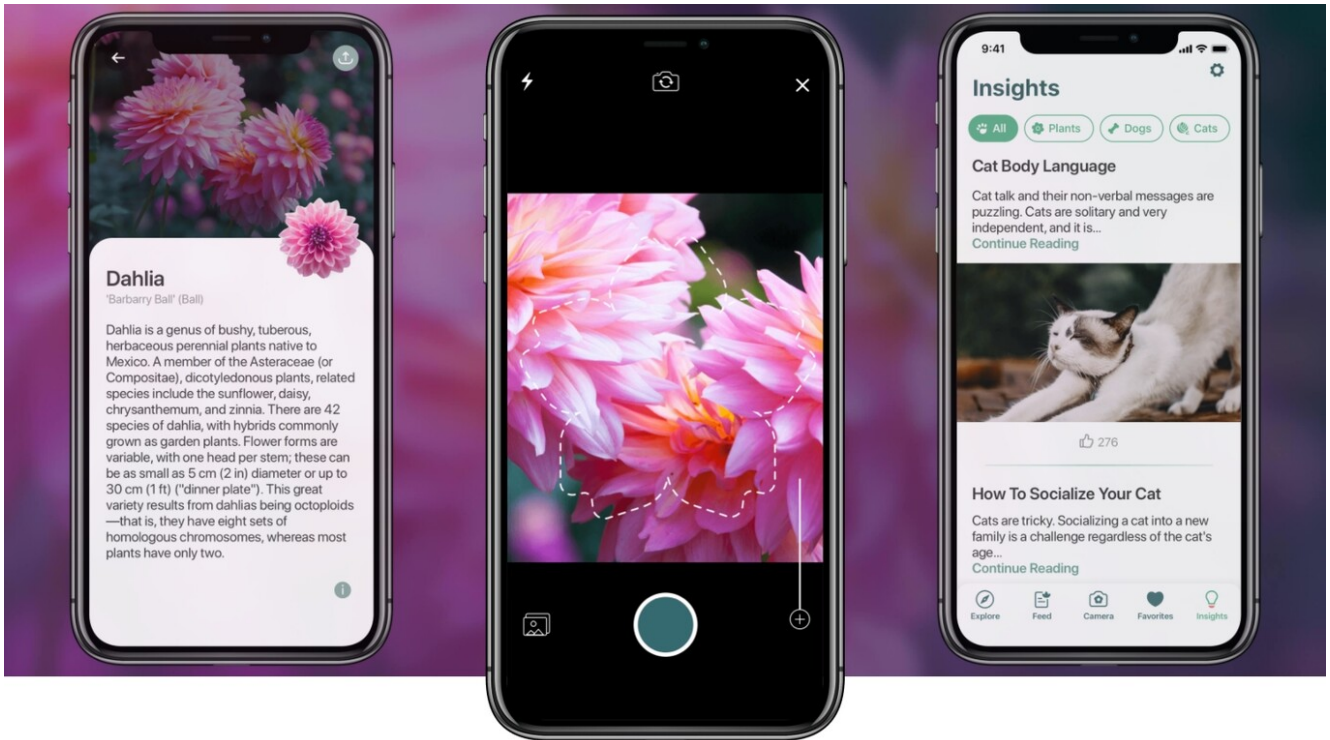 Dahlia
'Barbarry Ball' (Ball)
Dahlia is a genus of bushy, tuberous,
herbaceous perennial plants native to
Mexico. A member of the Asteraceae (or
Compositae), dicotyledonous plants, related
species include the sunflower, daisy,
chrysanthemum, and zinnia. There are 42
species of dahlia, with hybrids commonly
grown as garden plants. Flower forms are
variable, with one head per stem; these can
be as small as 5 cm (2 in) diameter or up to
30 cm (1 ft) ("dinner plate"). This great
variety results from dahlias being octoploids
—that is, they have eight sets of
homologous chromosomes, whereas most
plants have only two.
9:41
Insights
All
Plants
Dogs
Cats
Cat Body Language
Cat talk and their non-verbal messages are
puzzling. Cats are solitary and very
independent, and it is...
Continue Reading
276
How To Socialize Your Cat
Cats are tricky. Socializing a cat into a new
family is a challenge regardless of the cat's
age...
Continue Reading
Explore
Feed
Camera
Favorites
Insights